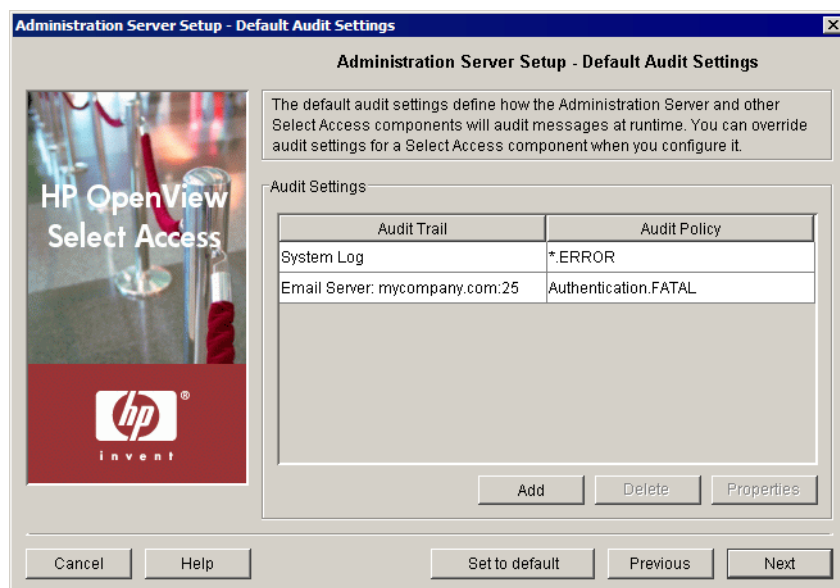 Administration Server Setup - Default Audit Settings
Administration Server Setup - Default Audit Settings
HP OpenView
Select Access
hp
®
invent
The default audit settings define how the Administration Server and other
Select Access components will audit messages at runtime. You can override
audit settings for a Select Access component when you configure it.
Audit Settings
Audit Trail Audit Policy
System Log *.ERROR
Email Server: mycompany.com:25 Authentication.FATAL
Add Delete Properties
Cancel Help Set to default Previous Next